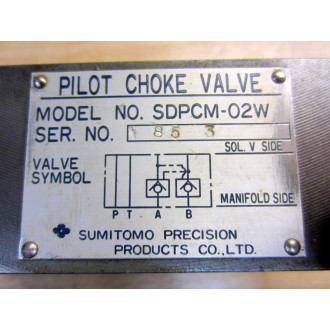 PILOT CHOKE VALVE
MODEL NO. SDPCM-02W
SER. NO. 85 3
SOL. V SIDE
VALVE
SYMBOL
P T A B
MANIFOLD SIDE
SUMITOMO PRECISION
PRODUCTS CO., LTD.